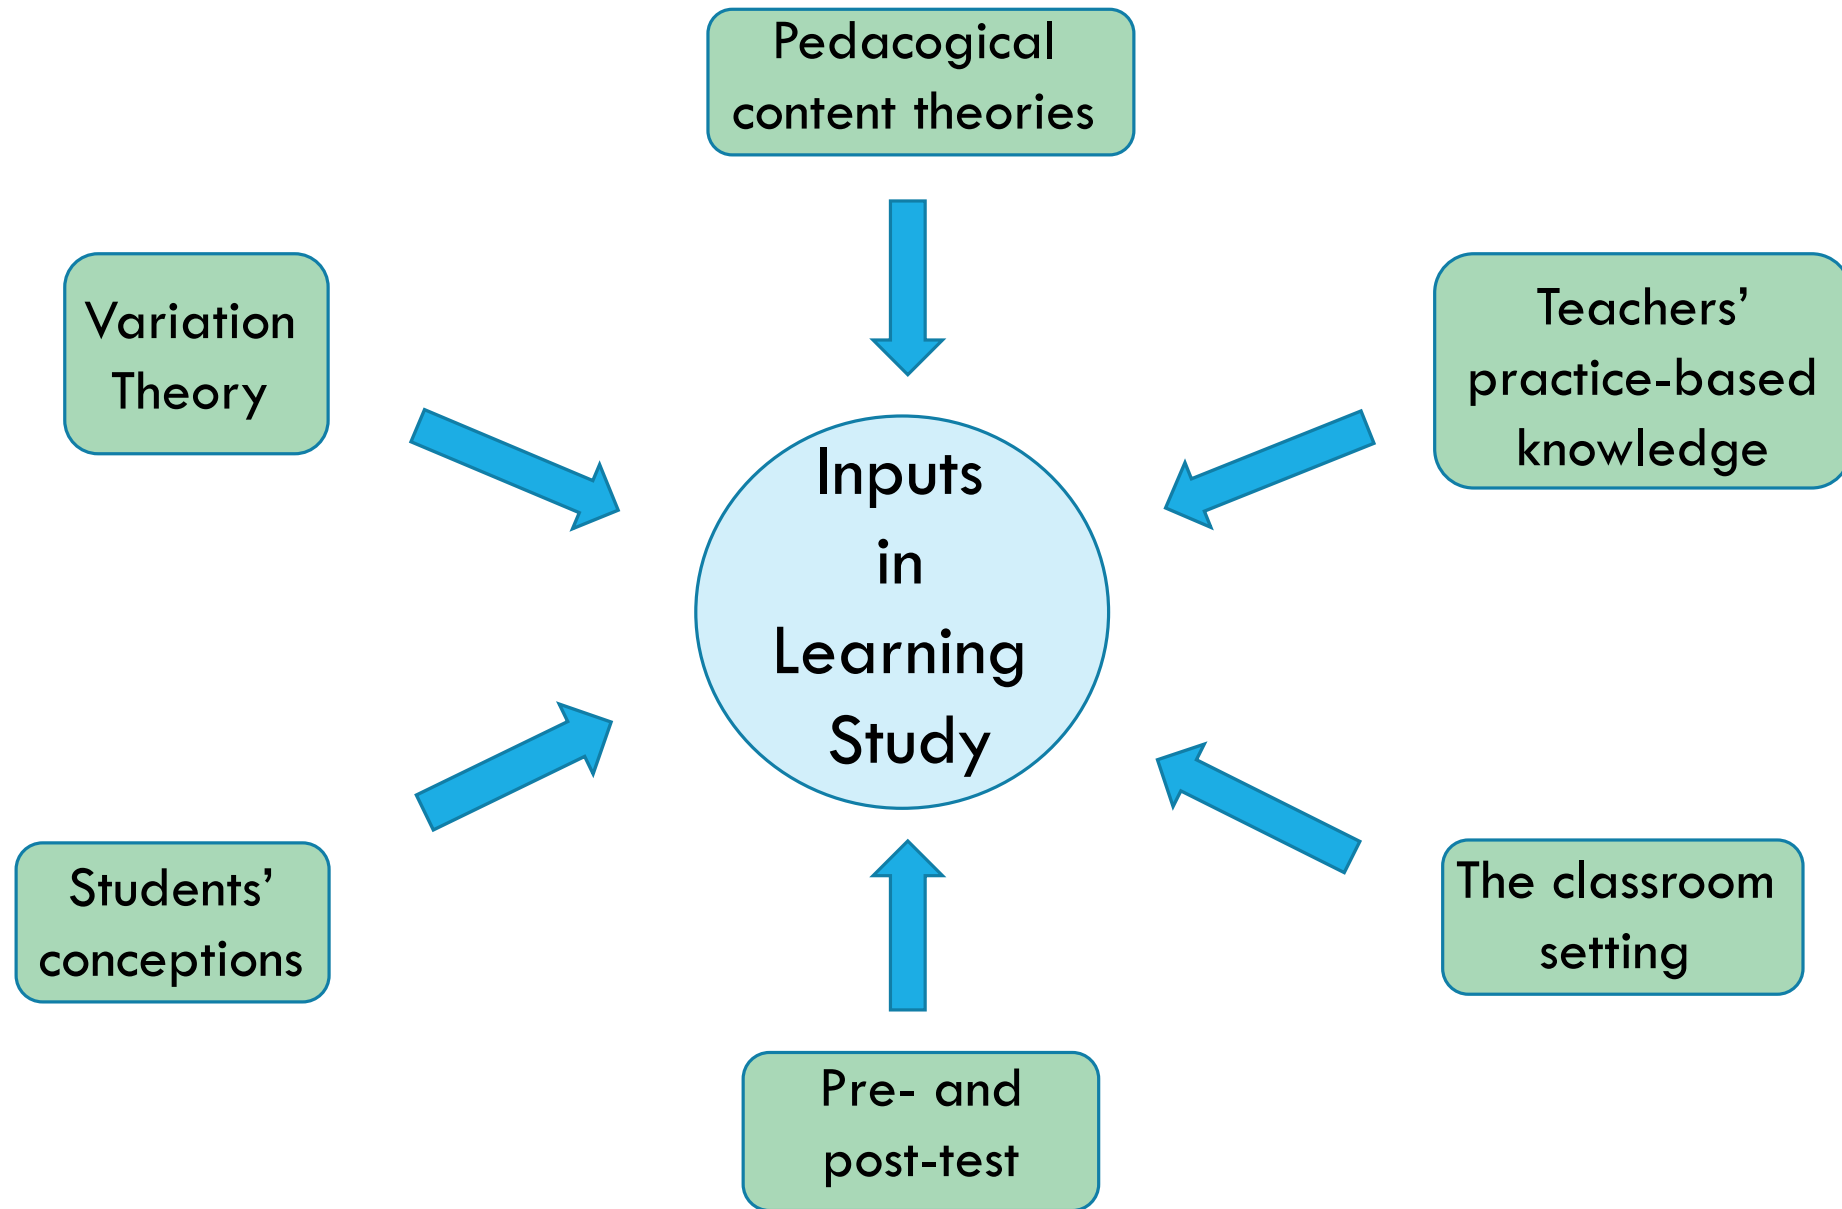 Pedacogical
content theories
Variation
Theory
Teachers’
practice-based
knowledge
Inputs
in
Learning
Study
Students’
conceptions
The classroom
setting
Pre- and
post-test